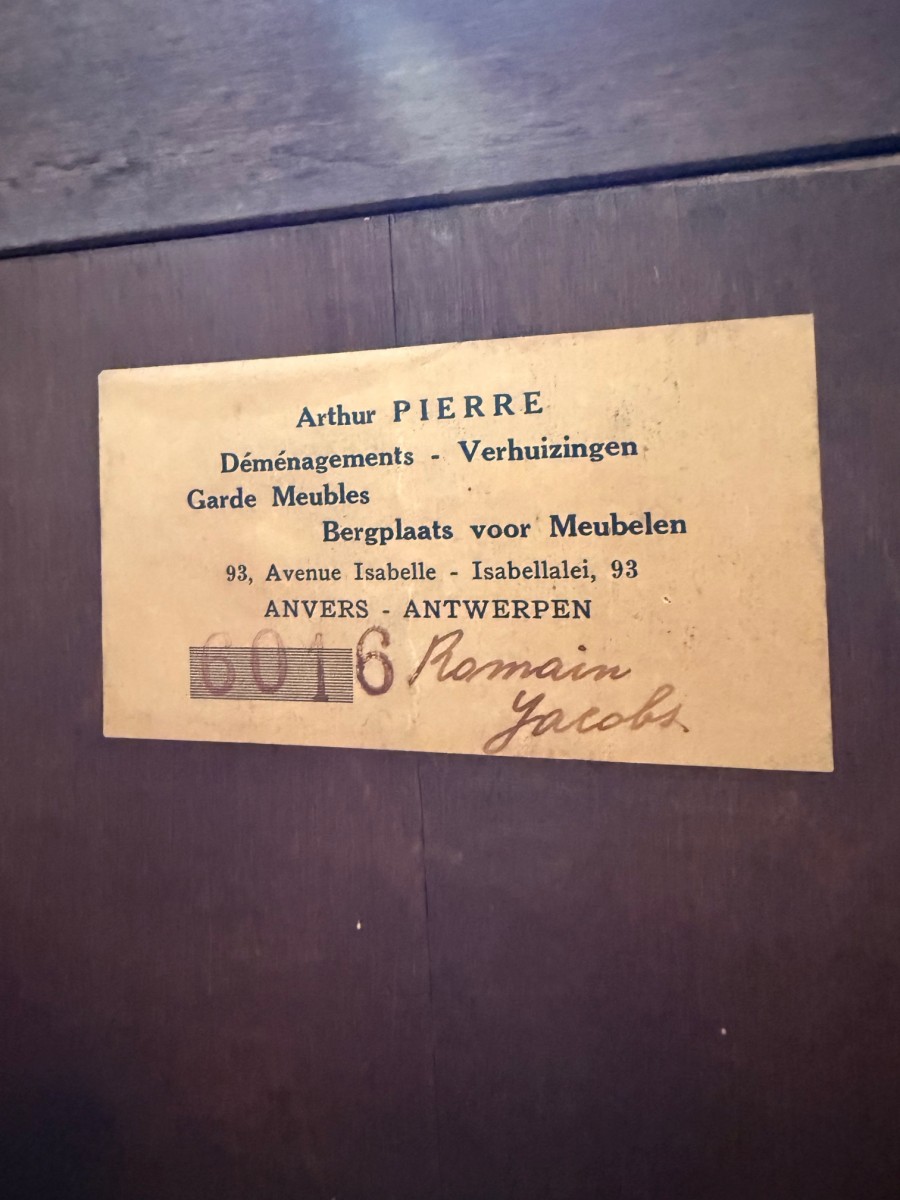 Arthur PIERRE
Déménagements - Verhuizingen
Garde Meubles
Bergplaats voor Meubelen
93, Avenue Isabelle - Isabellalei, 93
ANVERS - ANTWERPEN
6016 Romain
Jacobs